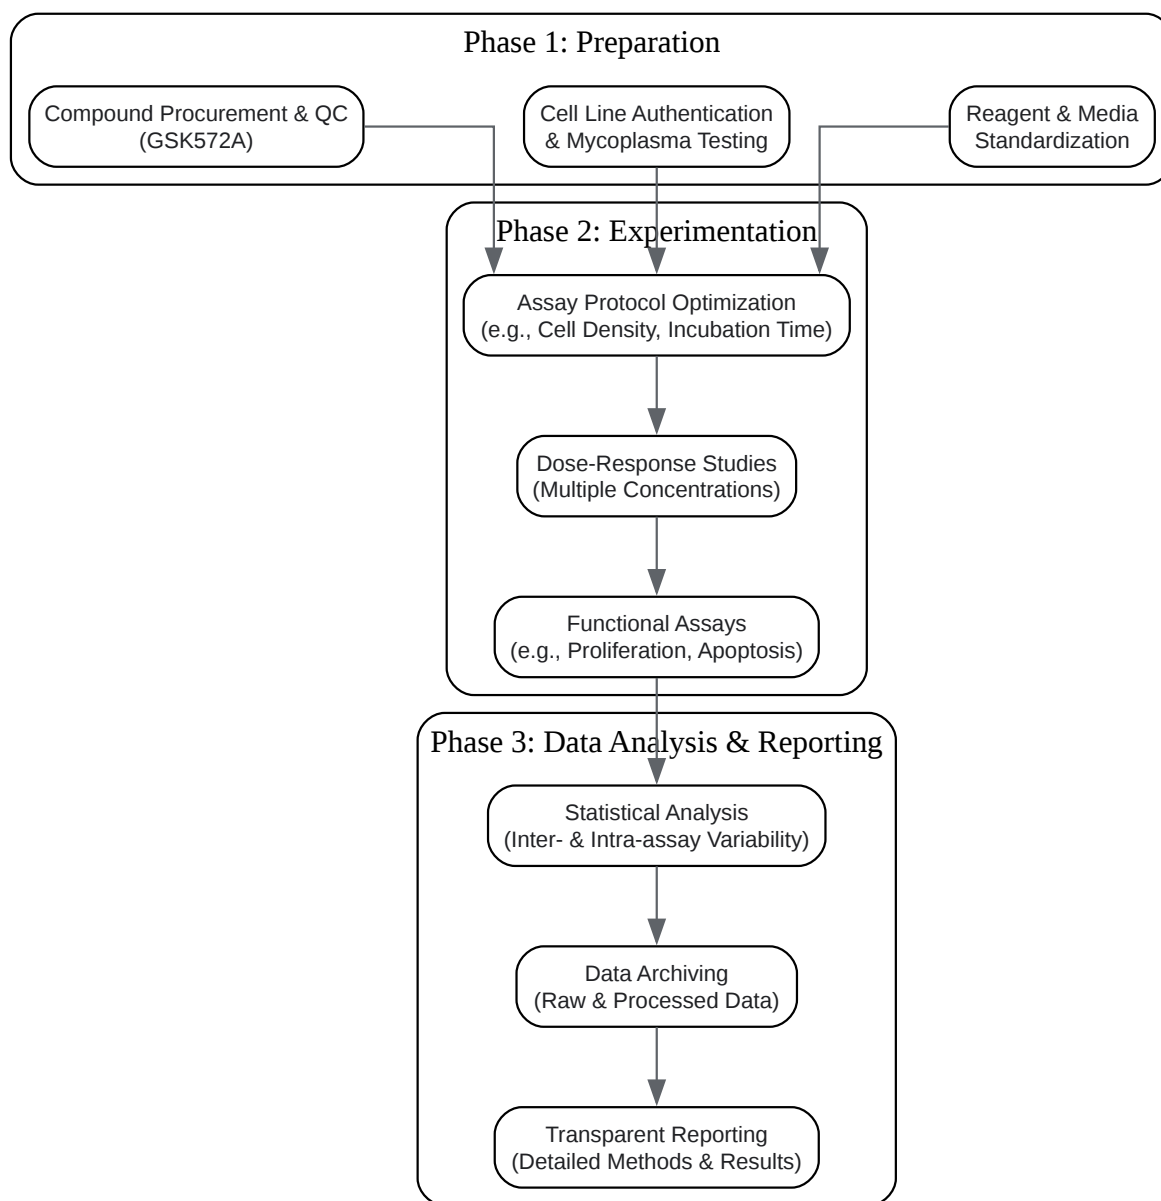 Phase 1: Preparation
Compound Procurement & QC
(GSK572A)
Cell Line Authentication
& Mycoplasma Testing
Reagent & Media
Standardization
Phase 2: Experimentation
Assay Protocol Optimization
(e.g., Cell Density, Incubation Time)
Dose-Response Studies
(Multiple Concentrations)
Functional Assays
(e.g., Proliferation, Apoptosis)
Phase 3: Data Analysis & Reporting
Statistical Analysis
(Inter- & Intra-assay Variability)
Data Archiving
(Raw & Processed Data)
Transparent Reporting
(Detailed Methods & Results)